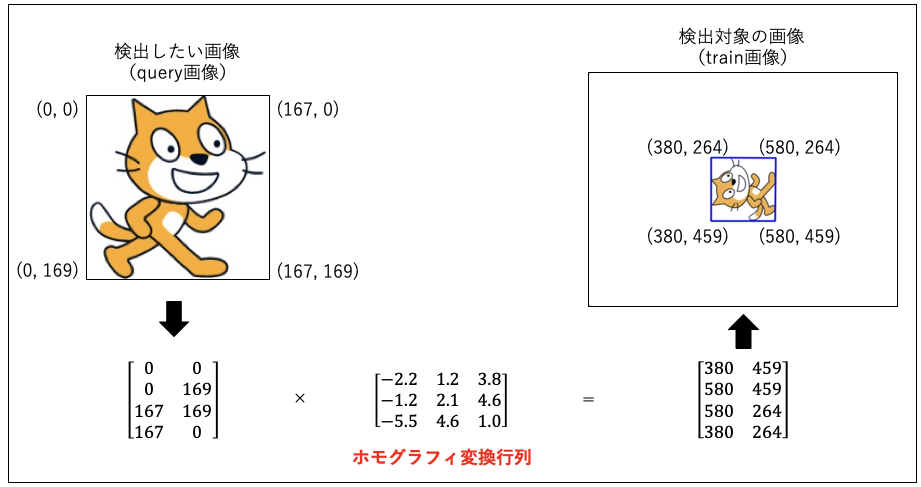 検出したい画像
（query画像）
(0, 0)
(167, 0)
(0, 169)
(167, 169)
検出対象の画像
（train画像）
(380, 264)
(580, 264)
(380, 459)
(580, 459)
0 0
0 169
167 169
167 0
×
−2.2 1.2 3.8
−1.2 2.1 4.6
−5.5 4.6 1.0
=
380 459
580 459
580 264
380 264
ホモグラフィ変換行列